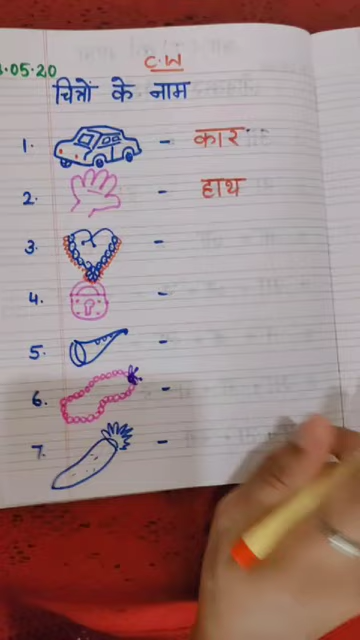 C.W
.05.20
चित्रों के नाम
1. - कार
2. - हाथ
3. -
4. -
5. -
6. -
7. -